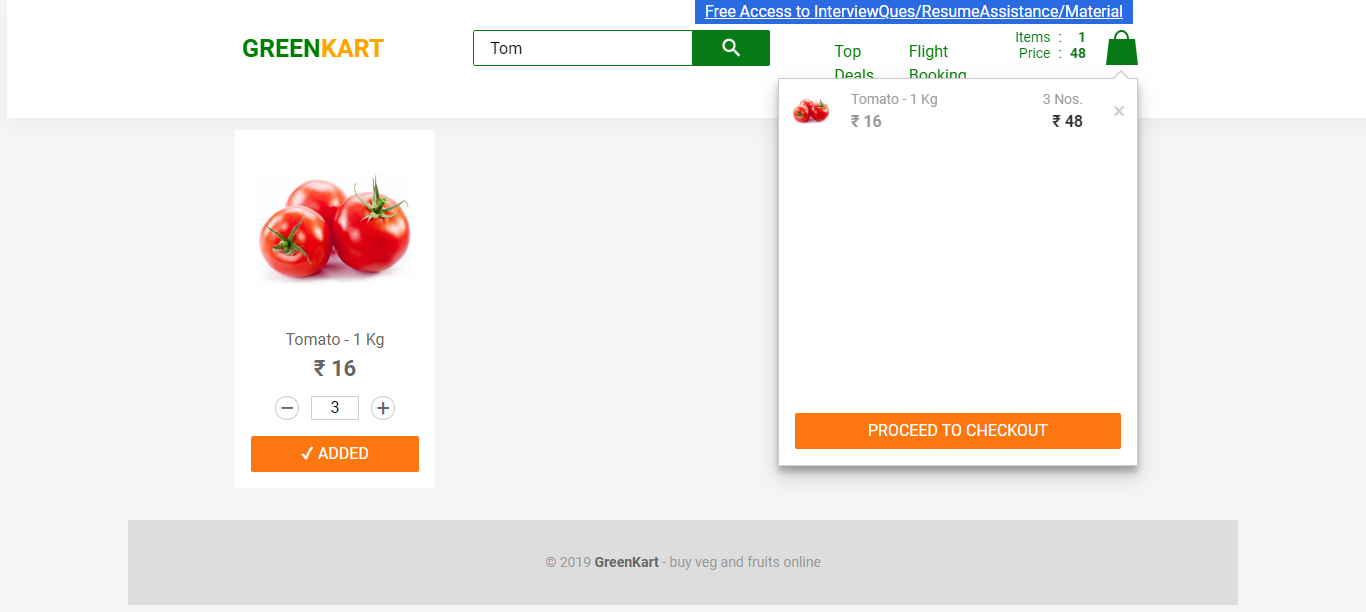 Free Access to InterviewQues/ResumeAssistance/Material
GREENKART
Tom
Top
Deals
Flight
Booking
Items : 1
Price : 48
Tomato - 1 Kg
3 Nos.
×
₹ 16
₹ 48
PROCEED TO CHECKOUT
Tomato - 1 Kg
₹ 16
− 3 +
✓ ADDED
© 2019 GreenKart - buy veg and fruits online